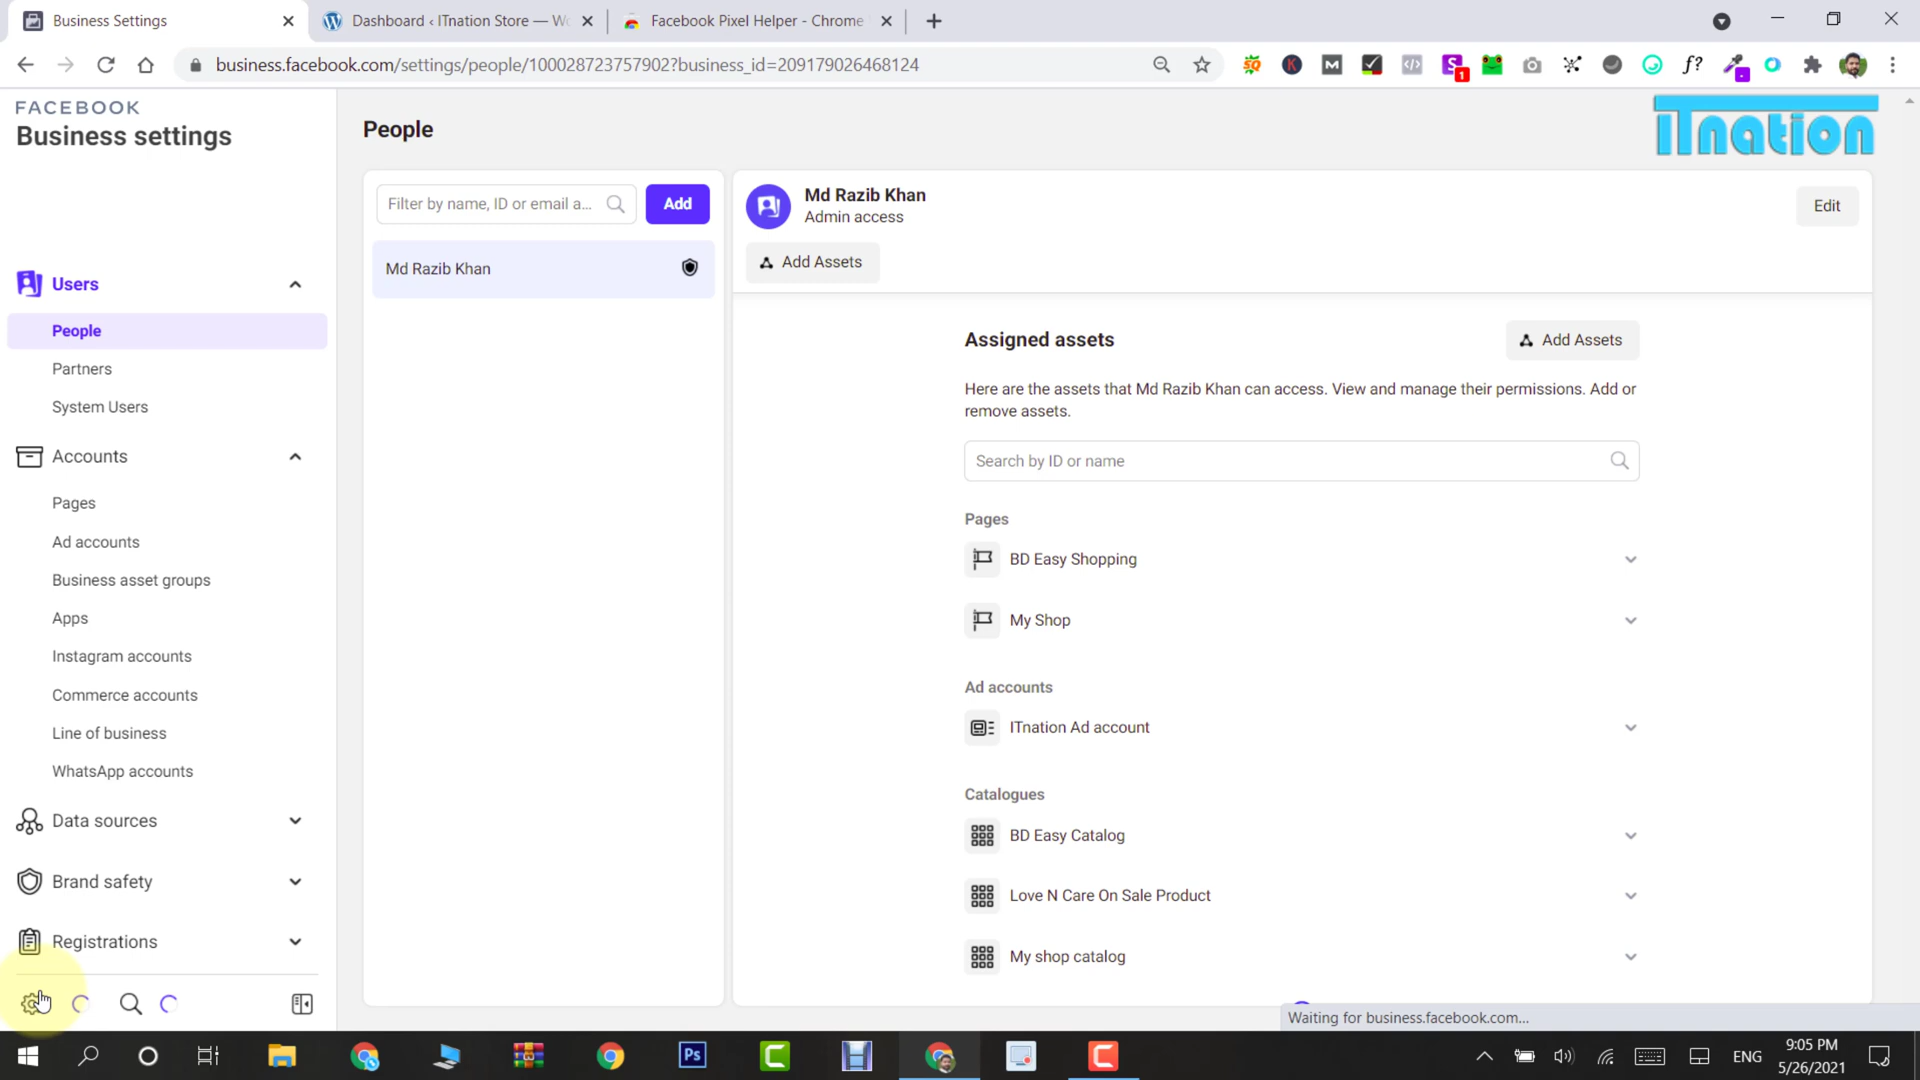 Business Settings
Dashboard ‹ ITnation Store — Wo
Facebook Pixel Helper - Chrome
business.facebook.com/settings/people/100028723757902?business_id=209179026468124
FACEBOOK
Business settings
ITnation
People
Filter by name, ID or email a...
Add
Md Razib Khan
Md Razib Khan
Admin access
Edit
Add Assets
Users
People
Partners
System Users
Accounts
Pages
Ad accounts
Business asset groups
Apps
Instagram accounts
Commerce accounts
Line of business
WhatsApp accounts
Data sources
Brand safety
Registrations
Assigned assets
Add Assets
Here are the assets that Md Razib Khan can access. View and manage their permissions. Add or
remove assets.
Search by ID or name
Pages
BD Easy Shopping
My Shop
Ad accounts
ITnation Ad account
Catalogues
BD Easy Catalog
Love N Care On Sale Product
My shop catalog
Waiting for business.facebook.com...
Ps
ENG
9:05 PM
5/26/2021